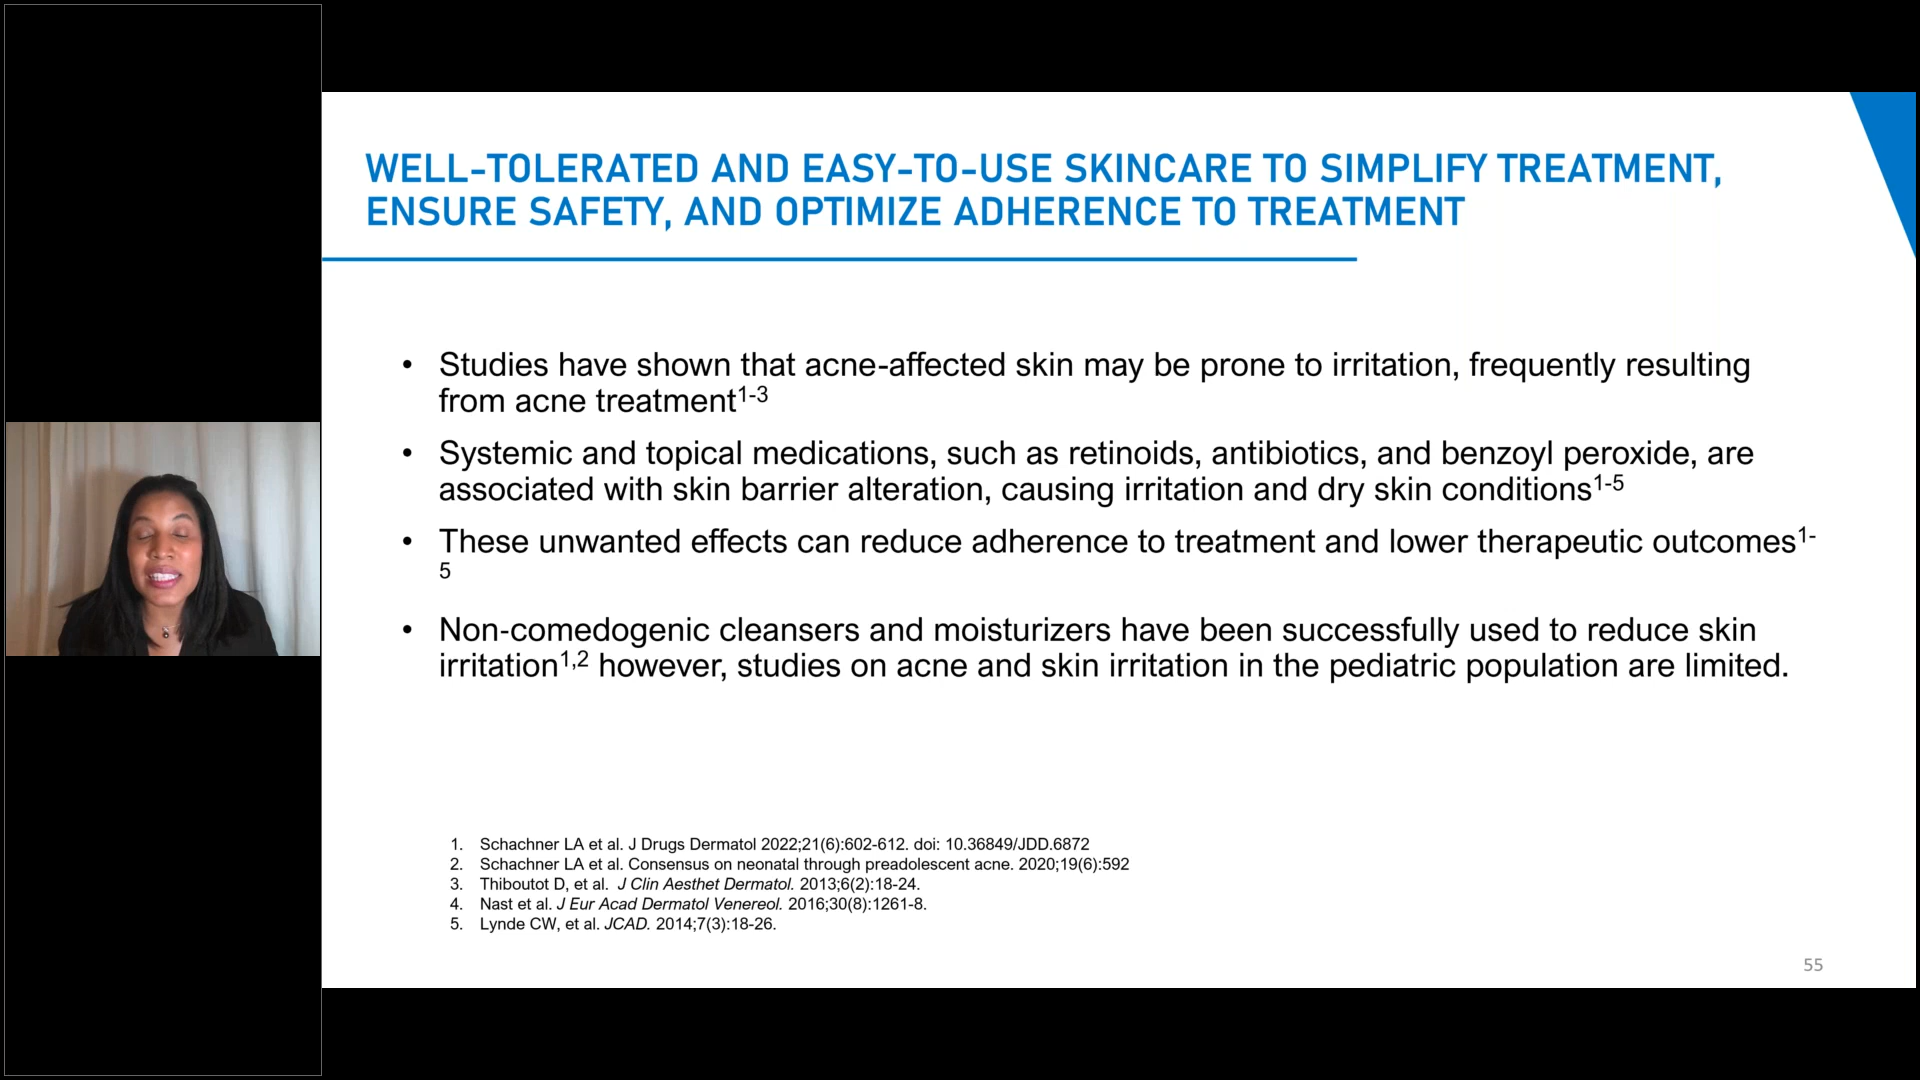 WELL-TOLERATED AND EASY-TO-USE SKINCARE TO SIMPLIFY TREATMENT,
ENSURE SAFETY, AND OPTIMIZE ADHERENCE TO TREATMENT
• Studies have shown that acne-affected skin may be prone to irritation, frequently resulting
from acne treatment1-3
• Systemic and topical medications, such as retinoids, antibiotics, and benzoyl peroxide, are
associated with skin barrier alteration, causing irritation and dry skin conditions1-5
• These unwanted effects can reduce adherence to treatment and lower therapeutic outcomes1-
5
• Non-comedogenic cleansers and moisturizers have been successfully used to reduce skin
irritation1,2 however, studies on acne and skin irritation in the pediatric population are limited.
1. Schachner LA et al. J Drugs Dermatol 2022;21(6):602-612. doi: 10.36849/JDD.6872
2. Schachner LA et al. Consensus on neonatal through preadolescent acne. 2020;19(6):592
3. Thiboutot D, et al. J Clin Aesthet Dermatol. 2013;6(2):18-24.
4. Nast et al. J Eur Acad Dermatol Venereol. 2016;30(8):1261-8.
5. Lynde CW, et al. JCAD. 2014;7(3):18-26.
55